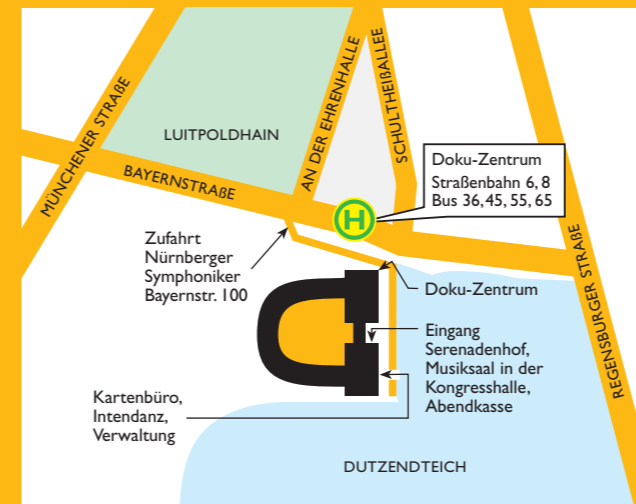 MÜNCHENER STRAßE
LUITPOLDHAIN
AN DER EHRENHALLE
SCHULTHEIßALLEE
BAYERNSTRAßE
H
Doku-Zentrum
Straßenbahn 6, 8
Bus 36, 45, 55, 65
REGENSBURGER STRAßE
Zufahrt
Nürnberger
Symphoniker
Bayernstr. 100
Doku-Zentrum
Eingang
Serenadenhof,
Musiksaal in der
Kongresshalle,
Abendkasse
Kartenbüro,
Intendanz,
Verwaltung
DUTZENDTEICH